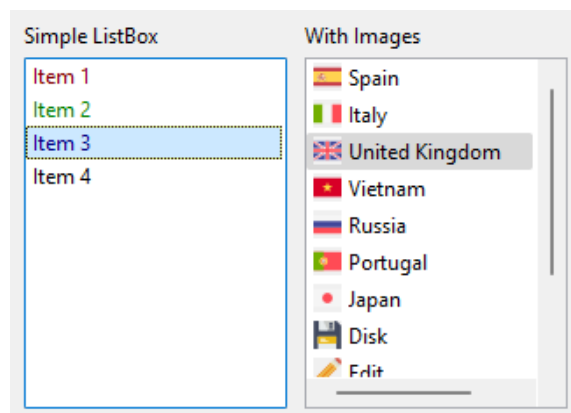 Simple ListBox
Item 1
Item 2
Item 3
Item 4
With Images
Spain
Italy
United Kingdom
Vietnam
Russia
Portugal
Japan
Disk
Edit